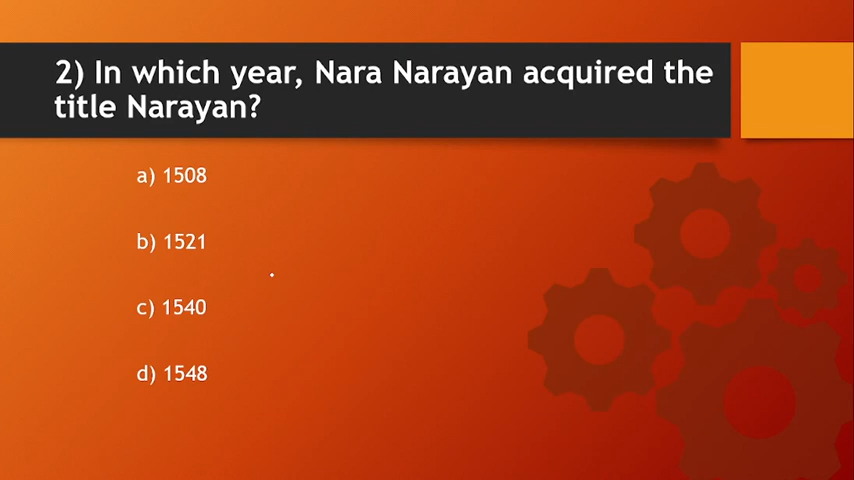 2) In which year, Nara Narayan acquired the
title Narayan?
a) 1508
b) 1521
c) 1540
d) 1548